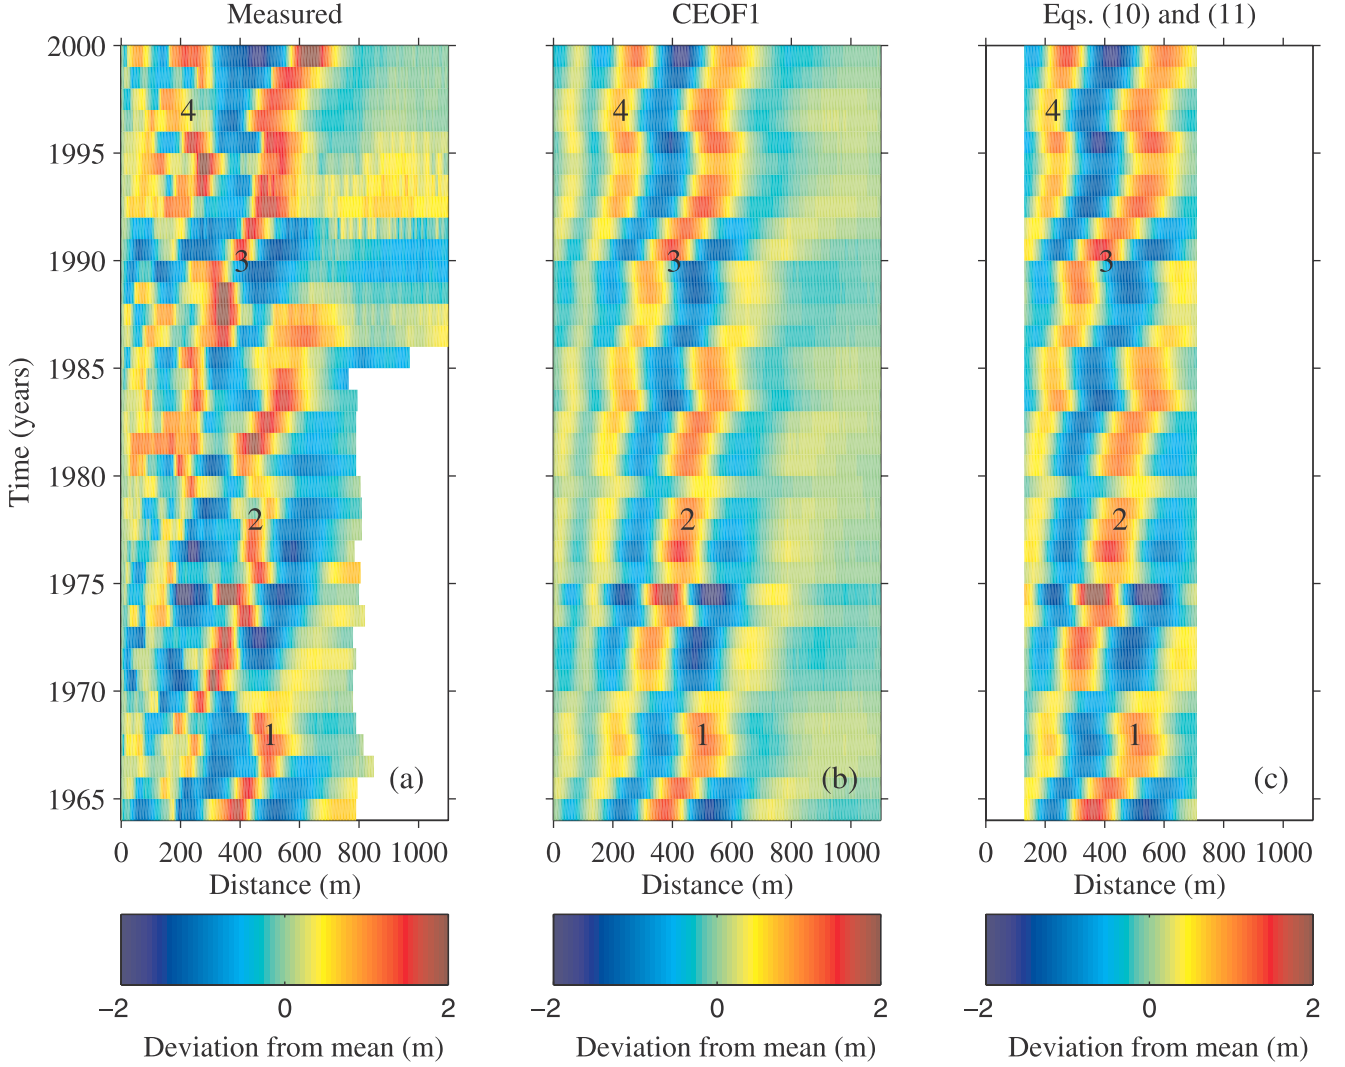 Measured CEOF1 Eqs. (10) and (11)
2000
1995
1990
1985
1980
1975
1970
1965
Time (years)
4
3
2
1
(a)
4
3
2
1
(b)
4
3
2
1
(c)
0 200 400 600 800 1000 0 200 400 600 800 1000 0 200 400 600 800 1000
Distance (m) Distance (m) Distance (m)
−2 0 2 −2 0 2 −2 0 2
Deviation from mean (m) Deviation from mean (m) Deviation from mean (m)